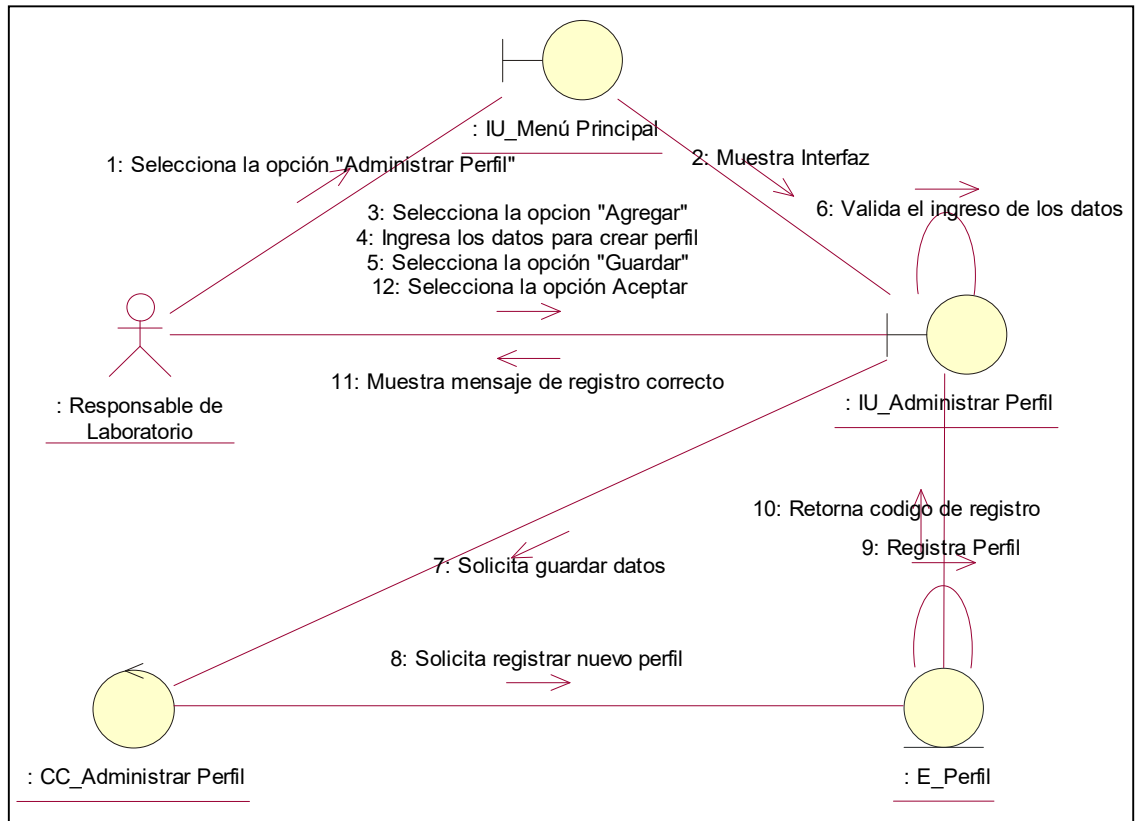 : IU_Menú Principal
1: Selecciona la opción "Administrar Perfil"
2: Muestra Interfaz
6: Valida el ingreso de los datos
3: Selecciona la opcion "Agregar"
4: Ingresa los datos para crear perfil
5: Selecciona la opción "Guardar"
12: Selecciona la opción Aceptar
11: Muestra mensaje de registro correcto
: Responsable de
Laboratorio
: IU_Administrar Perfil
10: Retorna codigo de registro
9: Registra Perfil
7: Solicita guardar datos
8: Solicita registrar nuevo perfil
: CC_Administrar Perfil
: E_Perfil